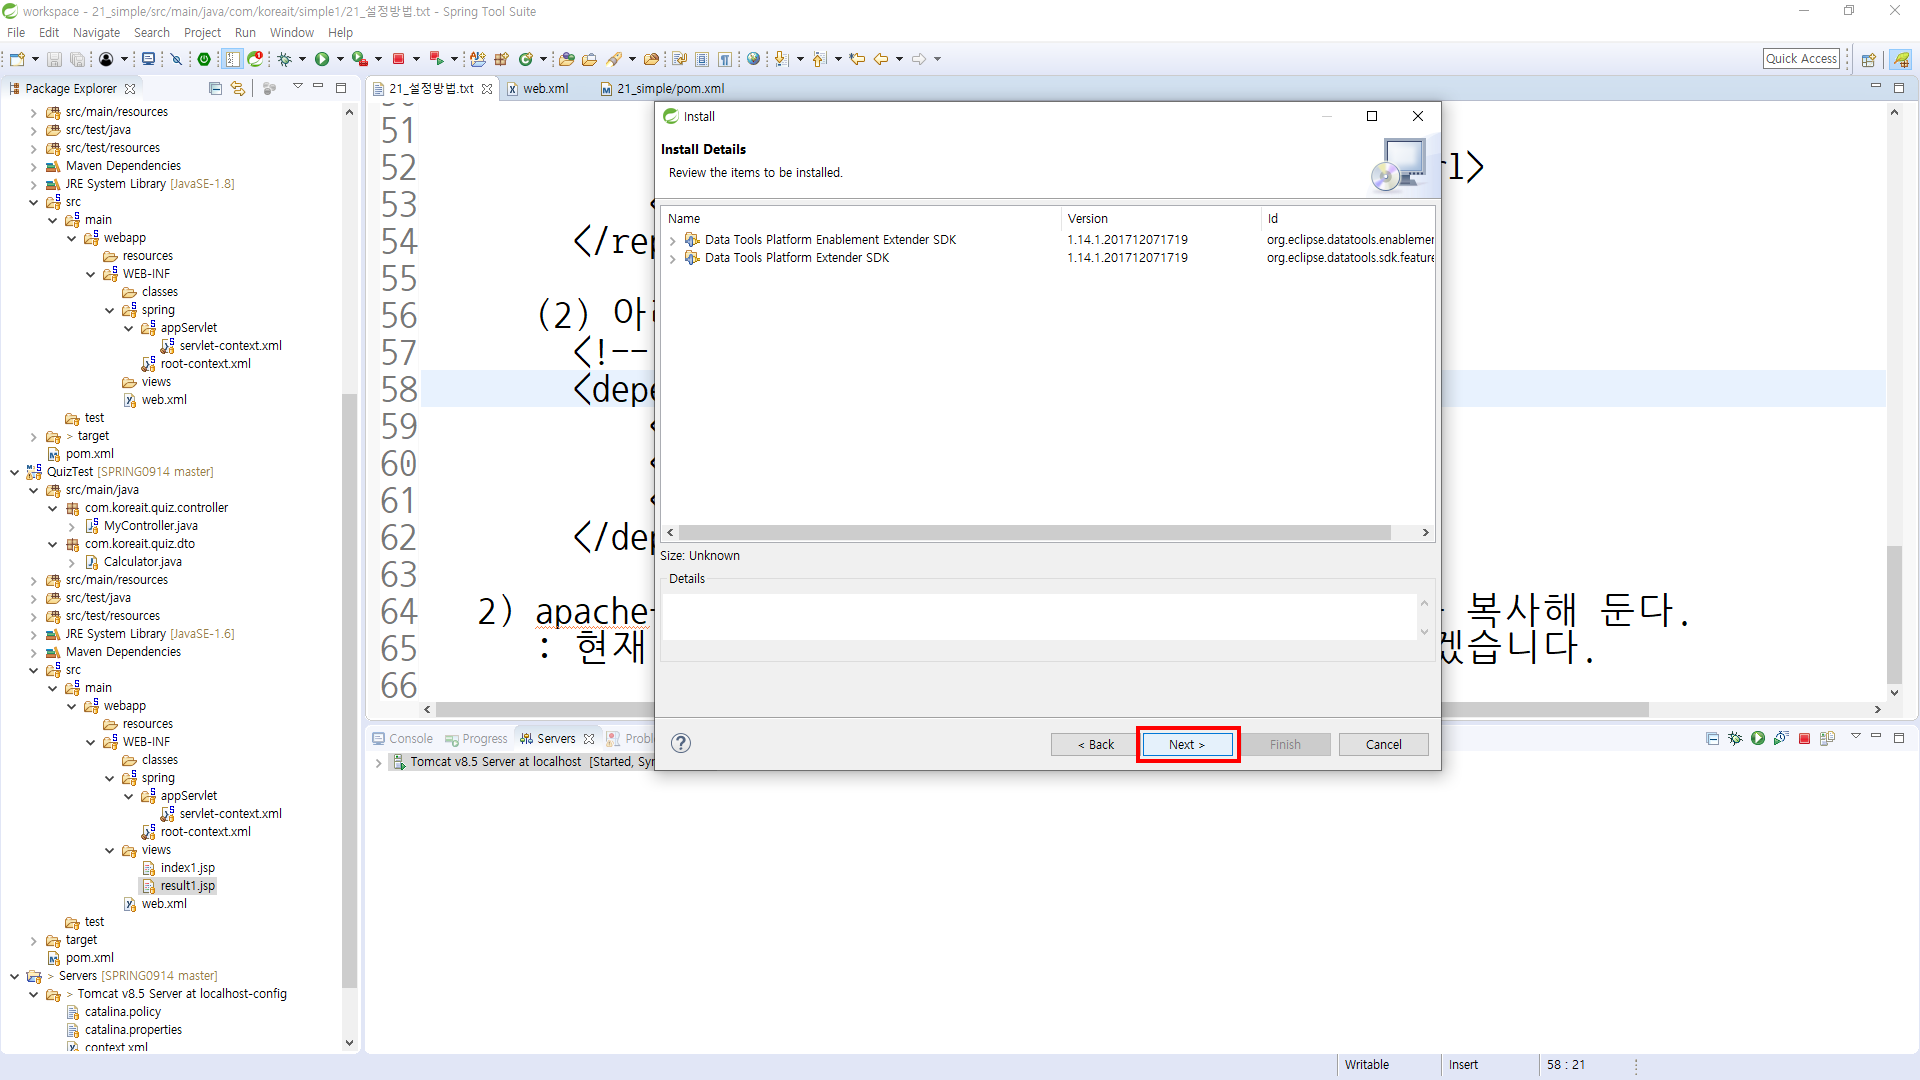 workspace - 21_simple/src/main/java/com/koreait/simple1/21_설정방법.txt - Spring Tool Suite
File Edit Navigate Search Project Run Window Help
Quick Access
Package Explorer
src/main/resources
src/test/java
src/test/resources
Maven Dependencies
JRE System Library [JavaSE-1.8]
src
main
webapp
resources
WEB-INF
classes
spring
appServlet
servlet-context.xml
root-context.xml
views
web.xml
test
> target
pom.xml
QuizTest [SPRING0914 master]
src/main/java
com.koreait.quiz.controller
MyController.java
com.koreait.quiz.dto
Calculator.java
src/main/resources
src/test/java
src/test/resources
JRE System Library [JavaSE-1.6]
Maven Dependencies
src
main
webapp
resources
WEB-INF
classes
spring
appServlet
servlet-context.xml
root-context.xml
views
index1.jsp
result1.jsp
web.xml
test
target
pom.xml
> Servers [SPRING0914 master]
> Tomcat v8.5 Server at localhost-config
catalina.policy
catalina.properties
context.xml
21_설정방법.txt web.xml 21_simple/pom.xml
51
52 rl>
53 <
54 </rep
55
56 (2) 아
57 <!--
58 <depe
59 <
60 <
61 <
62 </dep
63
64 2) apache- 복사해 둔다.
65 : 현재 겠습니다.
66
Install
Install Details
Review the items to be installed.
Name Version Id
Data Tools Platform Enablement Extender SDK 1.14.1.201712071719 org.eclipse.datatools.enablemer
Data Tools Platform Extender SDK 1.14.1.201712071719 org.eclipse.datatools.sdk.feature
Size: Unknown
Details
< Back Next > Finish Cancel
Console Progress Servers Probl
Tomcat v8.5 Server at localhost [Started, Syn
Writable Insert 58 : 21